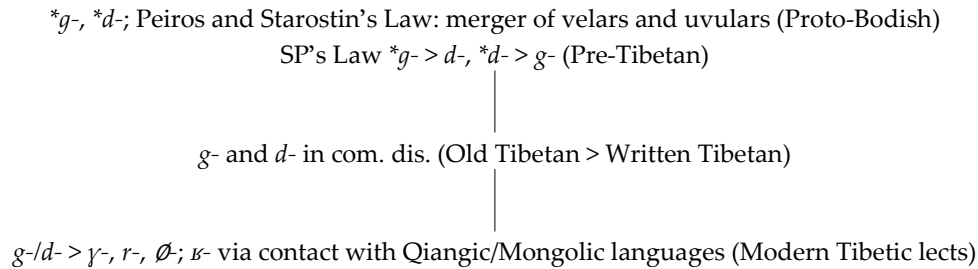 *g-, *d-; Peiros and Starostin’s Law: merger of velars and uvulars (Proto-Bodish)
SP’s Law *g- > d-, *d- > g- (Pre-Tibetan)
g- and d- in com. dis. (Old Tibetan > Written Tibetan)
g-/d- > ɣ-, r-, Ø-; ʁ- via contact with Qiangic/Mongolic languages (Modern Tibetic lects)